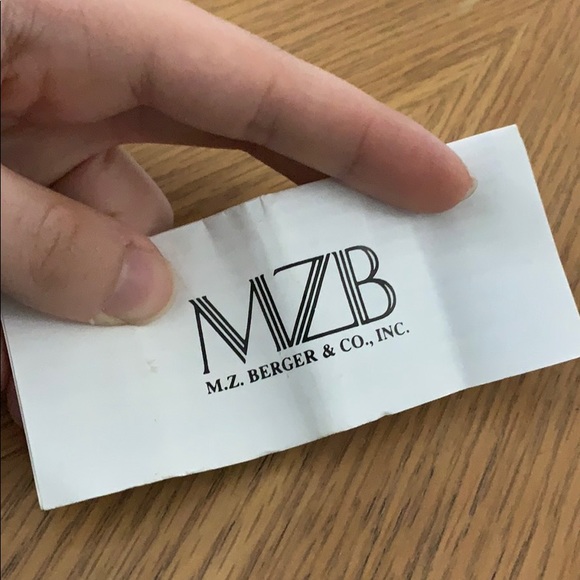 MZB
M.Z. BERGER & CO., INC.